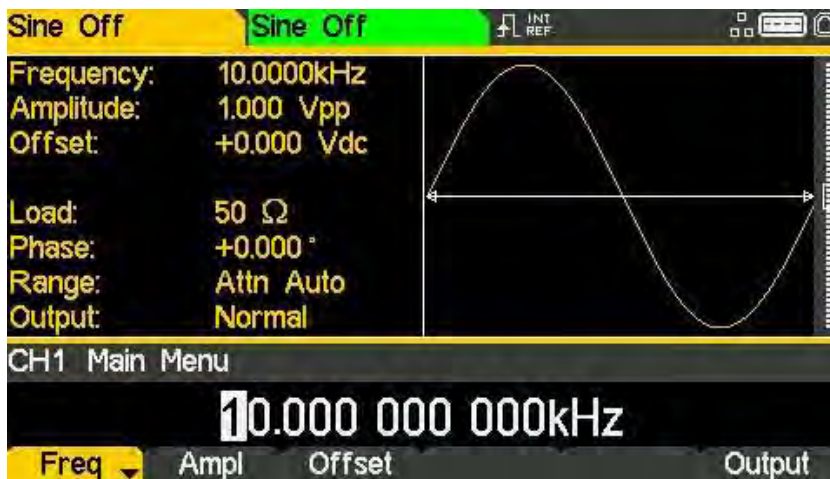 Sine Off Sine Off INT
REF
Frequency: 10.0000kHz
Amplitude: 1.000 Vpp
Offset: +0.000 Vdc
Load: 50 Ω
Phase: +0.000 °
Range: Attn Auto
Output: Normal
CH1 Main Menu
10.000 000 000kHz
Freq Ampl Offset Output